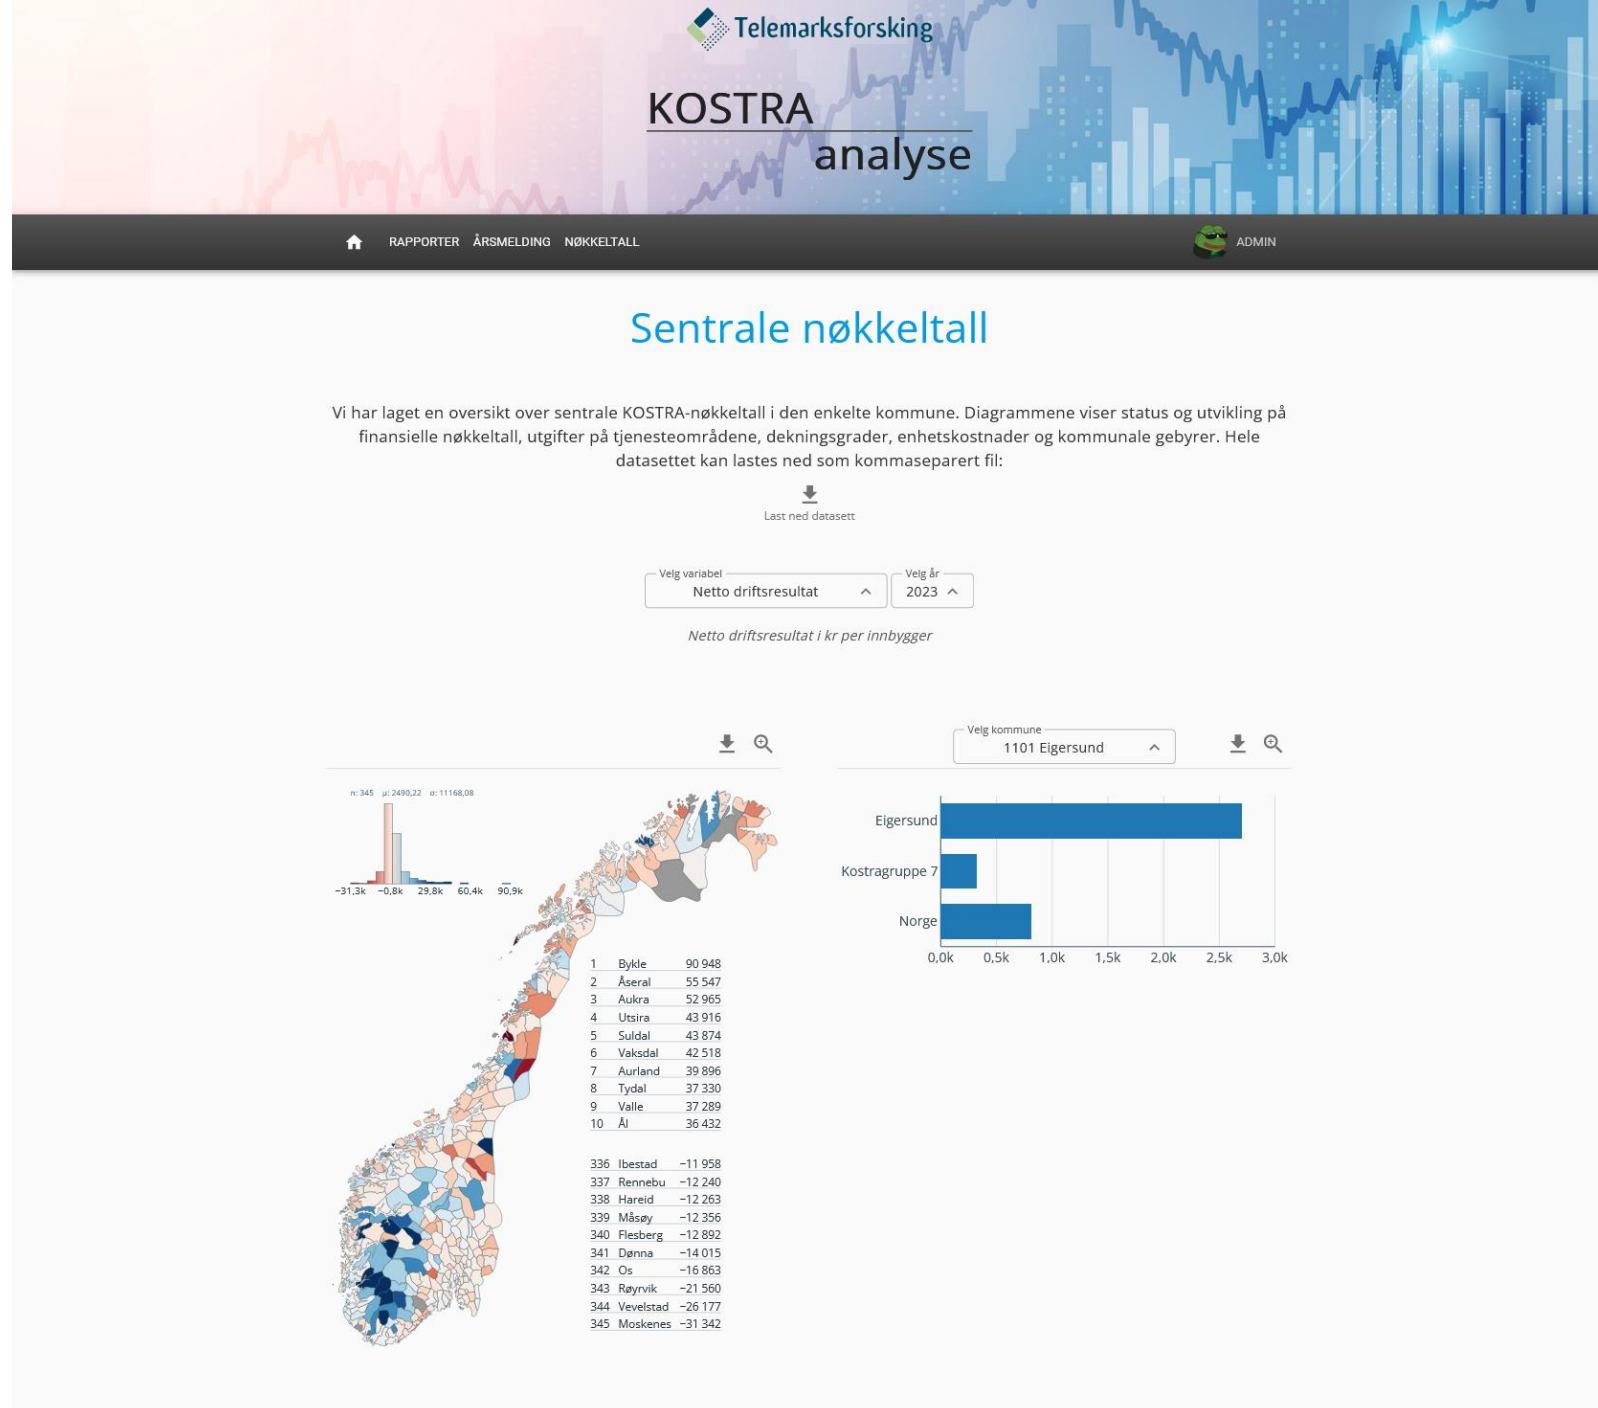 Telemarksforsking
KOSTRA
analyse
RAPPORTER ÅRSMELDING NØKKELTALL ADMIN
Sentrale nøkkeltall
Vi har laget en oversikt over sentrale KOSTRA-nøkkeltall i den enkelte kommune. Diagrammene viser status og utvikling på
finansielle nøkkeltall, utgifter på tjenesteområdene, dekningsgrader, enhetskostnader og kommunale gebyrer. Hele
datasettet kan lastes ned som kommaseparert fil:
Last ned datasett
Velg variabel
Netto driftsresultat
Velg år
2023
Netto driftsresultat i kr per innbygger
n: 345 μ: 2490,22 σ: 11168,08
−31,3k −0,8k 29,8k 60,4k 90,9k
1 Bykle 90 948
2 Åseral 55 547
3 Aukra 52 965
4 Utsira 43 916
5 Suldal 43 874
6 Vaksdal 42 518
7 Aurland 39 896
8 Tydal 37 330
9 Valle 37 289
10 Ål 36 432
336 Ibestad −11 958
337 Rennebu −12 240
338 Hareid −12 263
339 Måsøy −12 356
340 Flesberg −12 892
341 Dønna −14 015
342 Os −16 863
343 Røyrvik −21 560
344 Vevelstad −26 177
345 Moskenes −31 342
Velg kommune
1101 Eigersund
Eigersund
Kostragruppe 7
Norge
0,0k 0,5k 1,0k 1,5k 2,0k 2,5k 3,0k